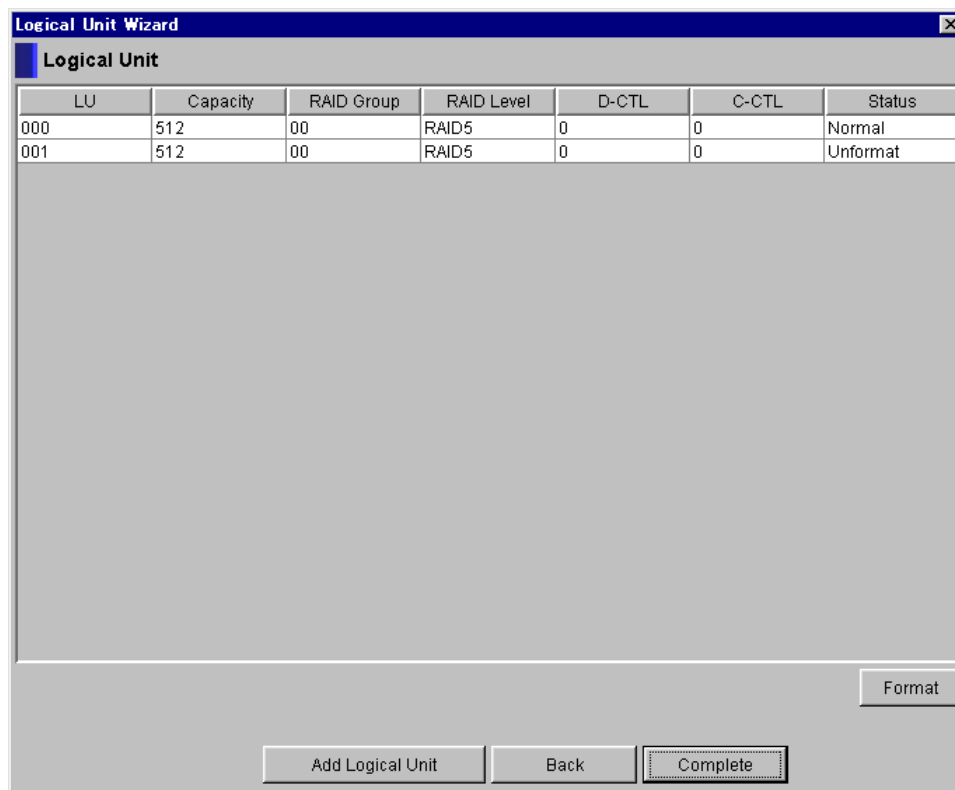 Logical Unit Wizard
Logical Unit
LU Capacity RAID Group RAID Level D-CTL C-CTL Status
000 512 00 RAID5 0 0 Normal
001 512 00 RAID5 0 0 Unformat
Format
Add Logical Unit Back Complete